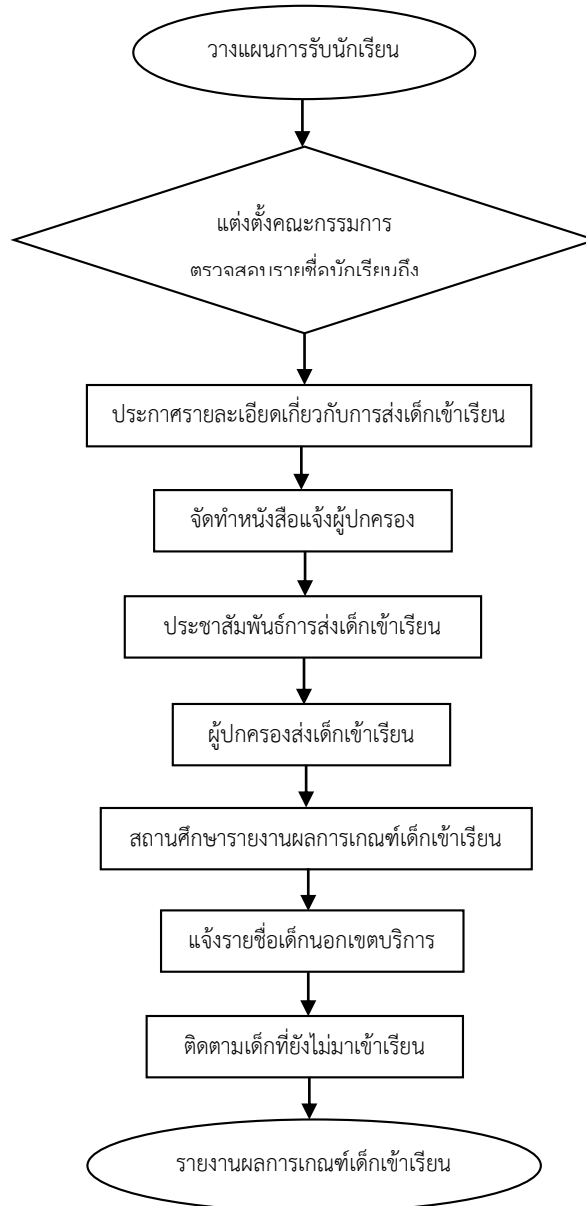 วางแผนการรับนักเรียน
แต่งตั้งคณะกรรมการ
ตรวจสอบรายชื่อนักเรียนถึง
ประกาศรายละเอียดเกี่ยวกับการส่งเด็กเข้าเรียน
จัดทำหนังสือแจ้งผู้ปกครอง
ประชาสัมพันธ์การส่งเด็กเข้าเรียน
ผู้ปกครองส่งเด็กเข้าเรียน
สถานศึกษารายงานผลการเกณฑ์เด็กเข้าเรียน
แจ้งรายชื่อเด็กนอกเขตบริการ
ติดตามเด็กที่ยังไม่มาเข้าเรียน
รายงานผลการเกณฑ์เด็กเข้าเรียน